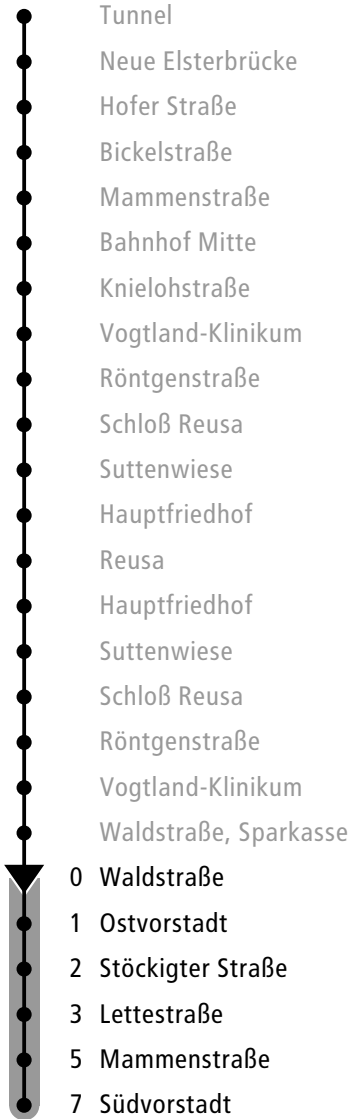 Tunnel
Neue Elsterbrücke
Hofer Straße
Bickelstraße
Mammenstraße
Bahnhof Mitte
Knielohstraße
Vogtland-Klinikum
Röntgenstraße
Schloß Reusa
Suttenwiese
Hauptfriedhof
Reusa
Hauptfriedhof
Suttenwiese
Schloß Reusa
Röntgenstraße
Vogtland-Klinikum
Waldstraße, Sparkasse
0 Waldstraße
1 Ostvorstadt
2 Stöckigter Straße
3 Lettestraße
5 Mammenstraße
7 Südvorstadt